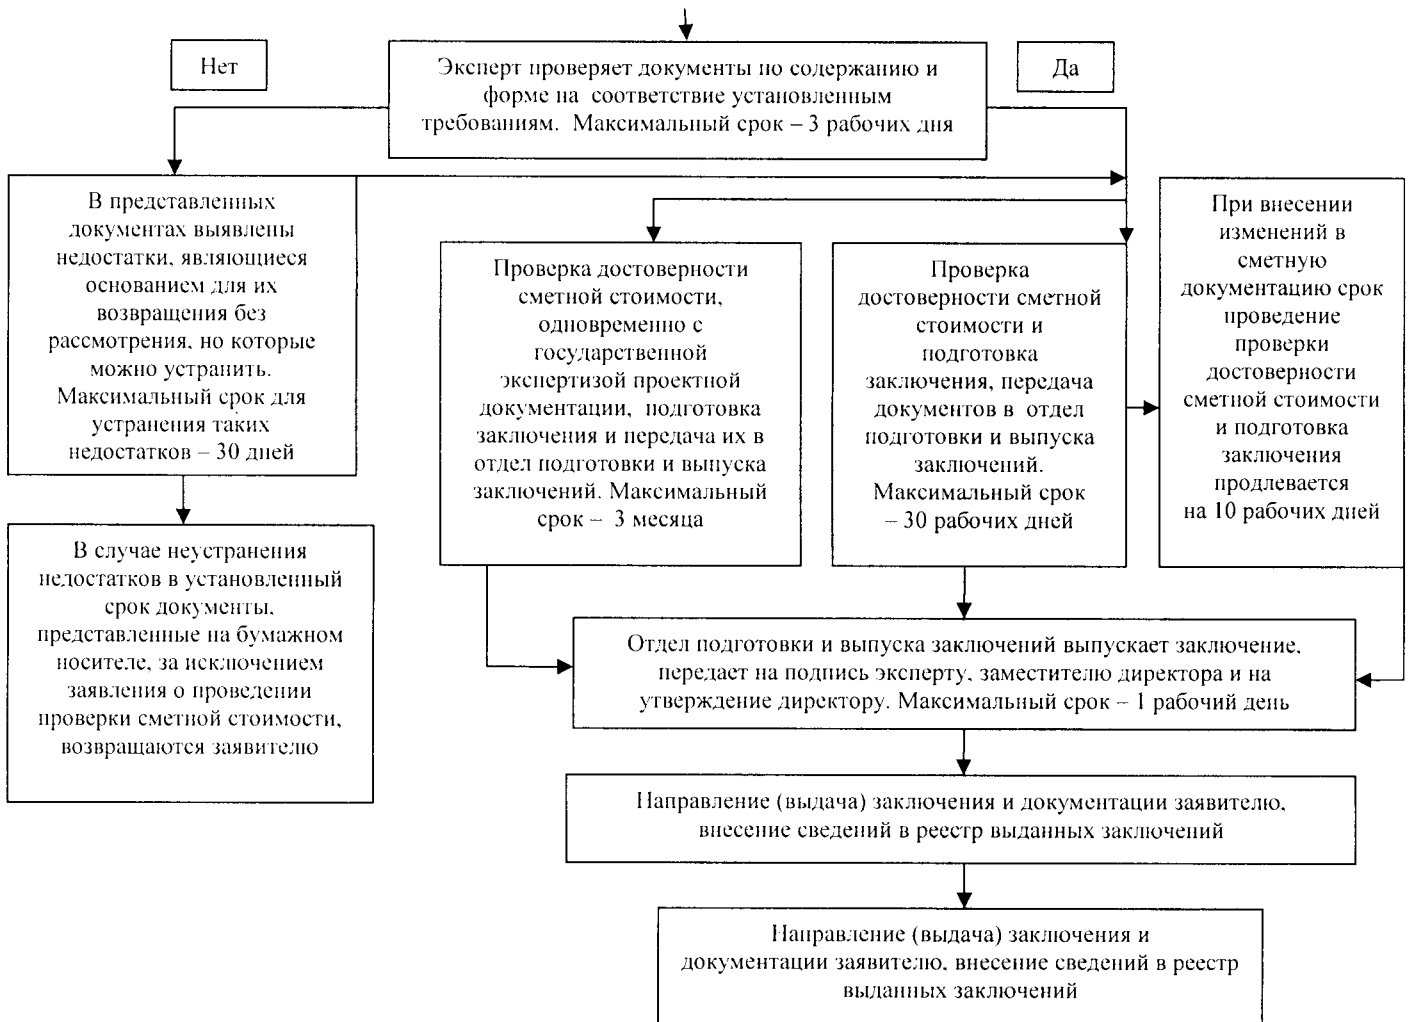 Нет
Эксперт проверяет документы по содержанию и
форме на соответствие установленным
требованиям. Максимальный срок – 3 рабочих дня
Да
В представленных
документах выявлены
недостатки, являющиеся
основанием для их
возвращения без
рассмотрения, но которые
можно устранить.
Максимальный срок для
устранения таких
недостатков – 30 дней
Проверка достоверности
сметной стоимости,
одновременно с
государственной
экспертизой проектной
документации, подготовка
заключения и передача их в
отдел подготовки и выпуска
заключений. Максимальный
срок – 3 месяца
Проверка
достоверности сметной
стоимости и
подготовка
заключения, передача
документов в отдел
подготовки и выпуска
заключений.
Максимальный срок
– 30 рабочих дней
При внесении
изменений в
сметную
документацию срок
проведение
проверки
достоверности
сметной стоимости
и подготовка
заключения
продлевается
на 10 рабочих дней
В случае неустранения
недостатков в установленный
срок документы,
представленные на бумажном
носителе, за исключением
заявления о проведении
проверки сметной стоимости,
возвращаются заявителю
Отдел подготовки и выпуска заключений выпускает заключение,
передает на подпись эксперту, заместителю директора и на
утверждение директору. Максимальный срок – 1 рабочий день
Направление (выдача) заключения и документации заявителю,
внесение сведений в реестр выданных заключений
Направление (выдача) заключения и
документации заявителю, внесение сведений в реестр
выданных заключений